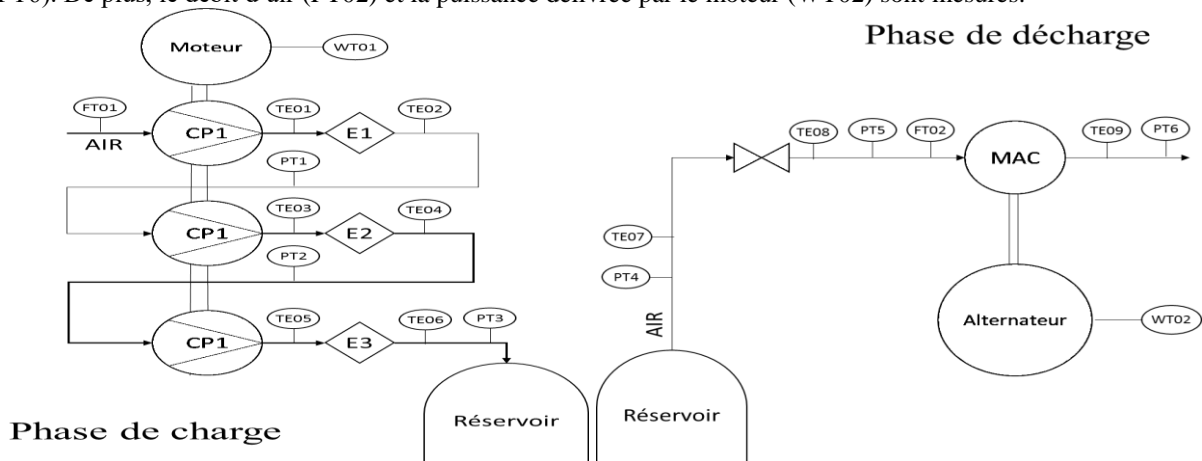 PT6). De plus, le débit d'air (FT02) et la puissance délivrée par le moteur (WT02) sont mesurés.
Moteur
WT01
Phase de décharge
FT01
AIR
CP1
TE01
E1
TE02
PT1
CP1
TE03
E2
TE04
PT2
CP1
TE05
E3
TE06
PT3
Réservoir
Phase de charge
Réservoir
AIR
PT4
TE07
TE08
PT5
FT02
MAC
TE09
PT6
Alternateur
WT02